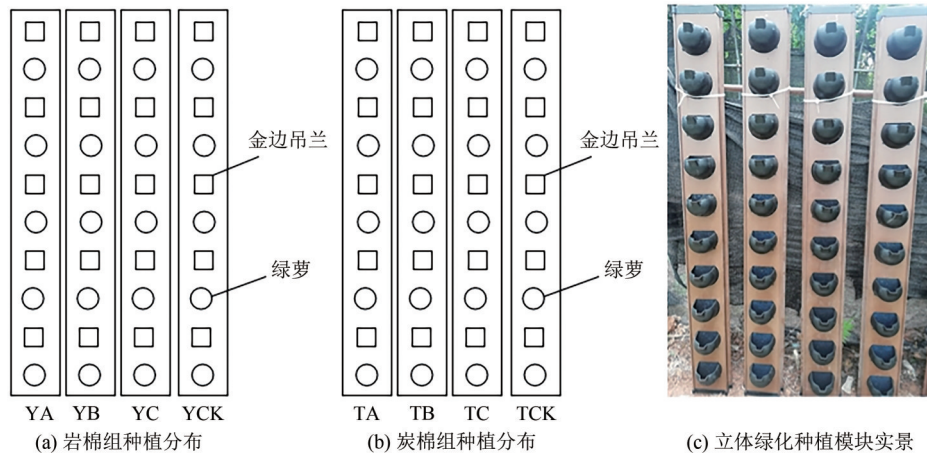 金边吊兰
绿萝
YA YB YC YCK
(a) 岩棉组种植分布
金边吊兰
绿萝
TA TB TC TCK
(b) 炭棉组种植分布
(c) 立体绿化种植模块实景